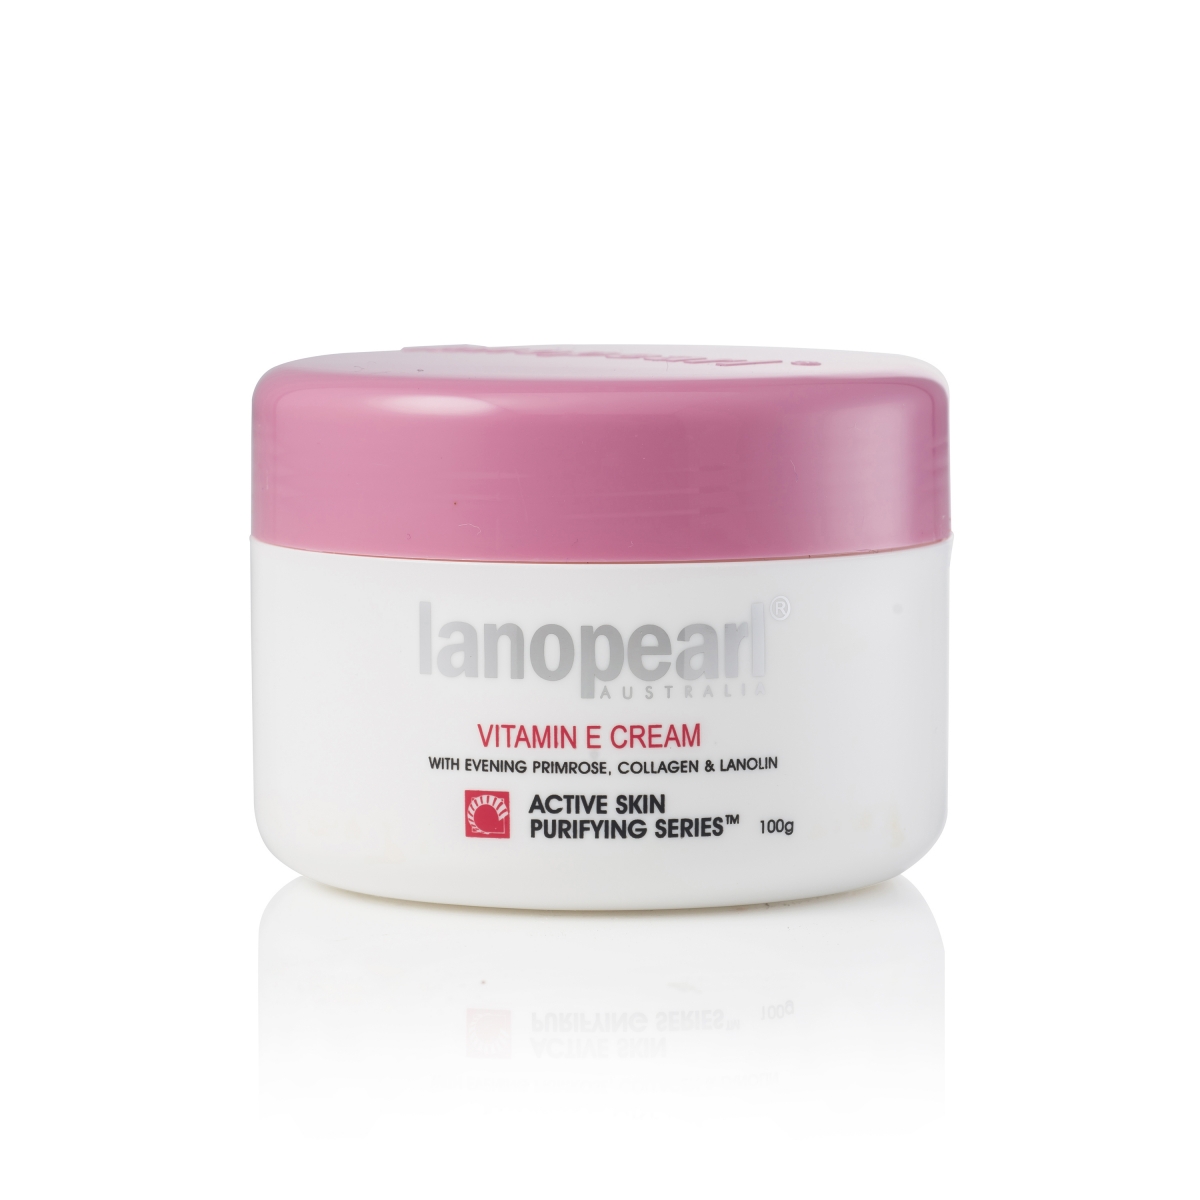 lanopearl®
AUSTRALIA
VITAMIN E CREAM
WITH EVENING PRIMROSE, COLLAGEN & LANOLIN
ACTIVE SKIN
PURIFYING SERIES™ 100g